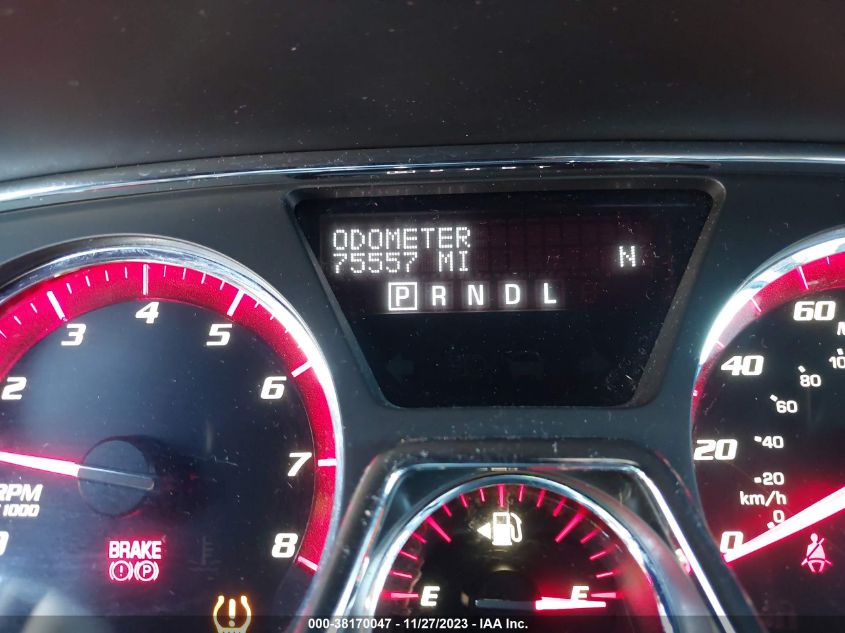 ODOMETER
75557 MI N
P R N D L
2 3 4 5 6 7 8
RPM
1000
BRAKE
P
E E
0 20 40 60
km/h
0 20 40 60 80
000-38170047 - 11/27/2023 - IAA Inc.